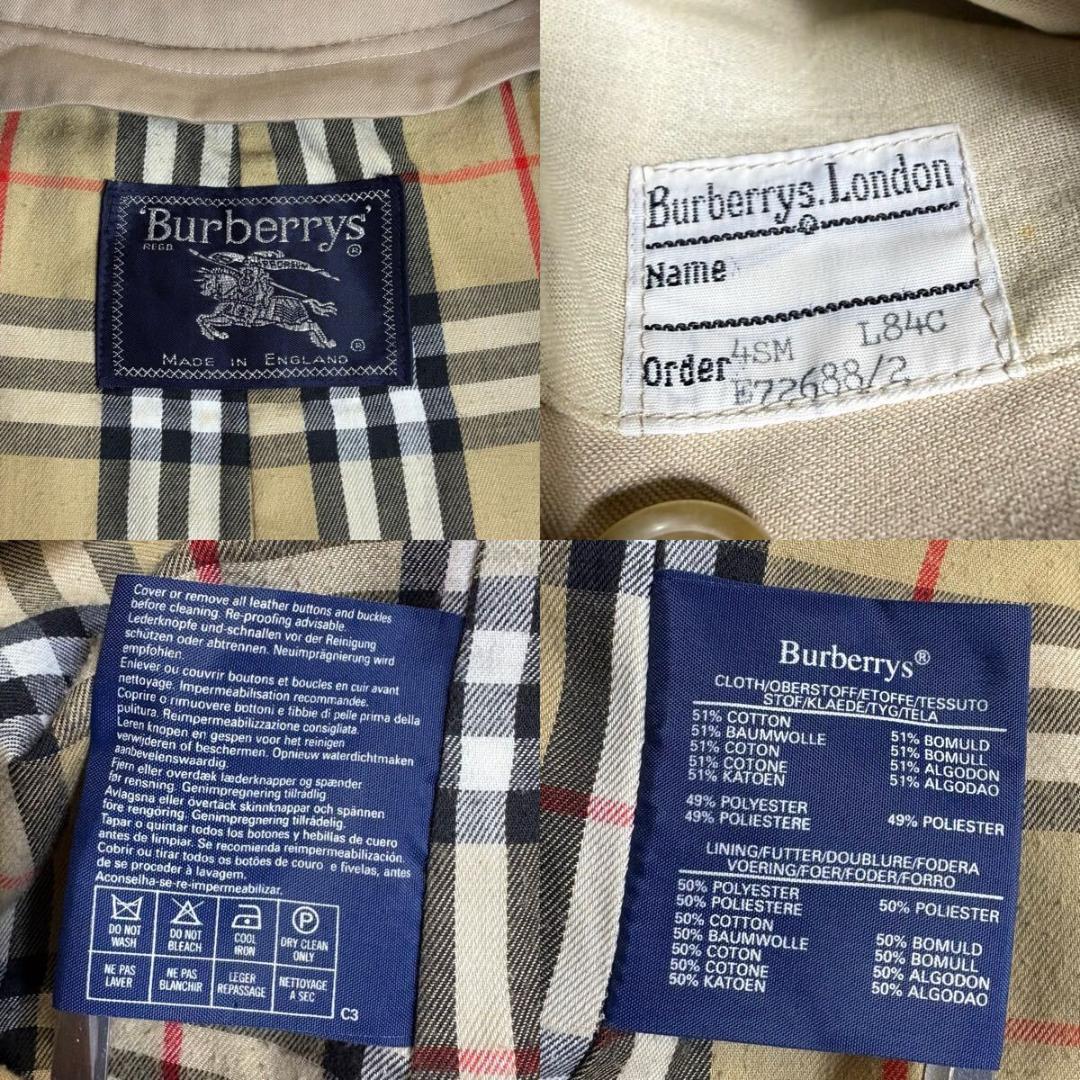 'Burberrys'
REGD
®
MADE IN ENGLAND ®
Burberrys.London
®
Name
Order 4SM L84C
E72688/2
Cover or remove all leather buttons and buckles
before cleaning. Re-proofing advisable.
Lederknöpfe und-schnallen vor der Reinigung
schützen oder abtrennen. Neuimprägnierung wird
empfohlen.
Enlever ou couvrir boutons et boucles en cuir avant
nettoyage. Impermeabilisation recommandee.
Coprire o rimuovere bottoni e fibbie di pelle prima della
pulitura. Reimpermeabilizzazione consigliata.
Leren knopen en gespen voor het reinigen
verwijderen of beschermen. Opnieuw waterdichtmaken
aanbevelenswaardig.
Fjern eller overdæk læderknapper og spænder
før rensning. Genimpregnering tilrådelig.
Avlagsna eller övertäck skinnknappar och spännen
före rengöring. Genimpregnering tillrådelig.
Tapar o quintar todos los botones y hebillas de cuero
antes de limpiar. Se recomienda reimpermeabilización.
Cobrir ou tirar todos os botões de couro e fivelas, antes
de se proceder à lavagem.
Aconselha-se-re-impermeabilizar.
DO NOT WASH
DO NOT BLEACH
COOL IRON
P
DRY CLEAN ONLY
NE PAS LAVER
NE PAS BLANCHIR
LEGER REPASSAGE
NETTOYAGE A SEC
C3
Burberrys®
CLOTH/OBERSTOFF/ETOFFE/TESSUTO
STOF/KLAEDE/TYG/TELA
51% COTTON
51% BAUMWOLLE 51% BOMULD
51% COTON 51% BOMULL
51% COTONE 51% ALGODON
51% KATOEN 51% ALGODAO
49% POLYESTER
49% POLIESTERE 49% POLIESTER
LINING/FUTTER/DOUBLURE/FODERA
VOERING/FOER/FODER/FORRO
50% POLYESTER
50% POLIESTERE 50% POLIESTER
50% COTTON
50% BAUMWOLLE 50% BOMULD
50% COTON 50% BOMULL
50% COTONE 50% ALGODON
50% KATOEN 50% ALGODAO